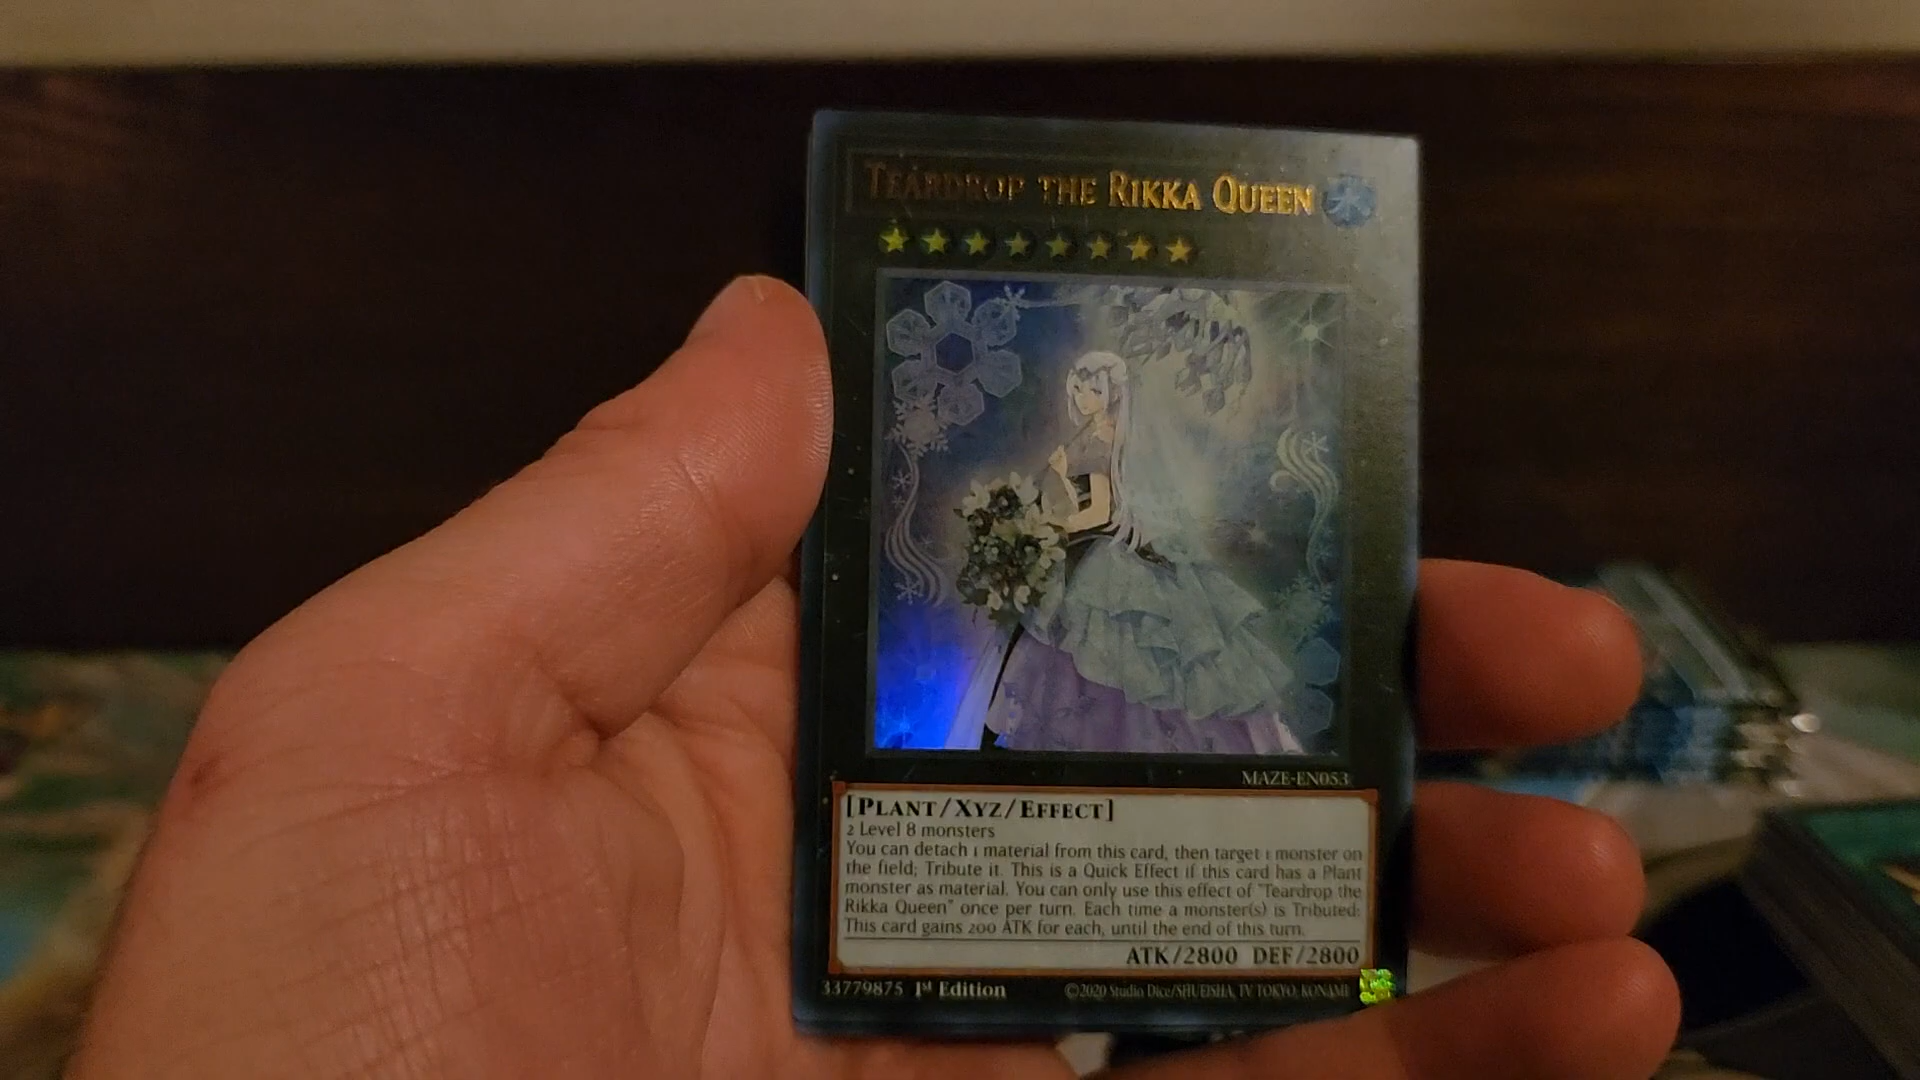 Teardrop the Rikka Queen
MAZE-EN053
[Plant/Xyz/Effect]
2 Level 8 monsters
You can detach 1 material from this card, then target 1 monster on
the field; Tribute it. This is a Quick Effect if this card has a Plant
monster as material. You can only use this effect of "Teardrop the
Rikka Queen" once per turn. Each time a monster(s) is Tributed:
This card gains 200 ATK for each, until the end of this turn.
ATK/2800 DEF/2800
33779875 1st Edition ©2020 Studio Dice/SHUEISHA, TV TOKYO, KONAMI